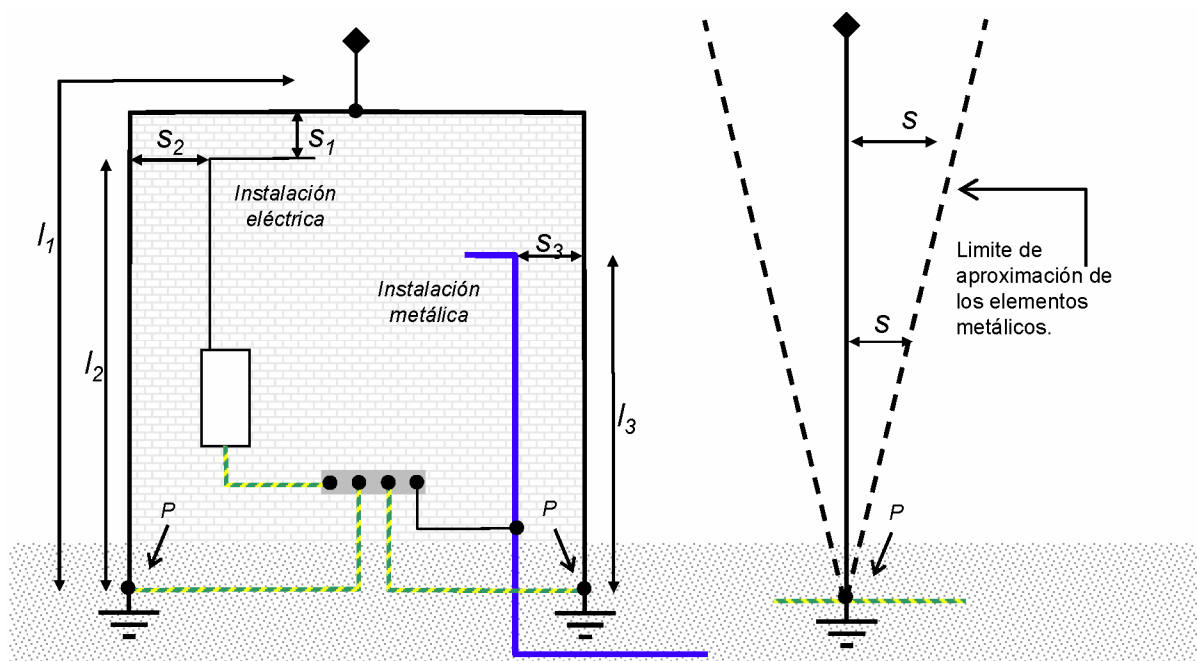 S2
S1
Instalación
eléctrica
l1
l2
S3
Instalación
metálica
l3
P
P
S
Limite de
aproximación de
los elementos
metálicos.
S
P